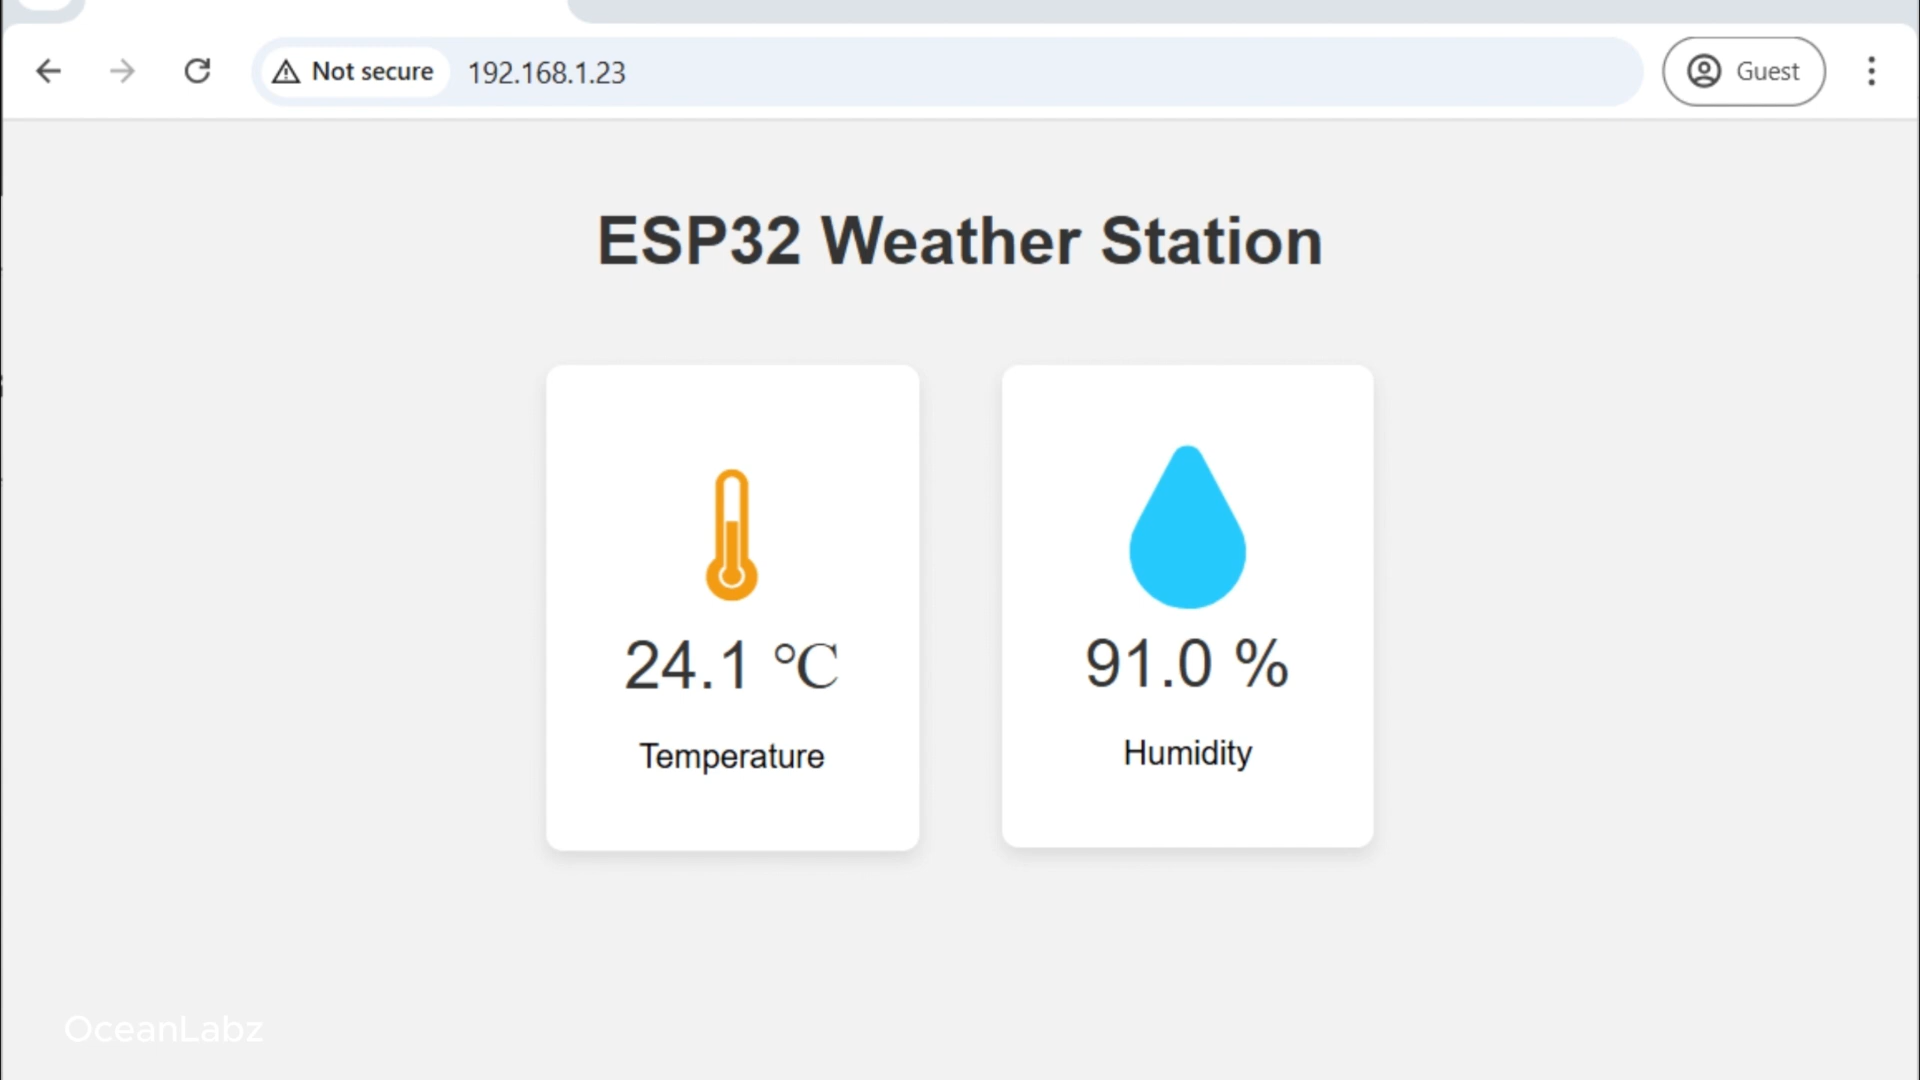 Not secure 192.168.1.23 Guest
ESP32 Weather Station
24.1 °C
Temperature
91.0 %
Humidity
OceanLabz